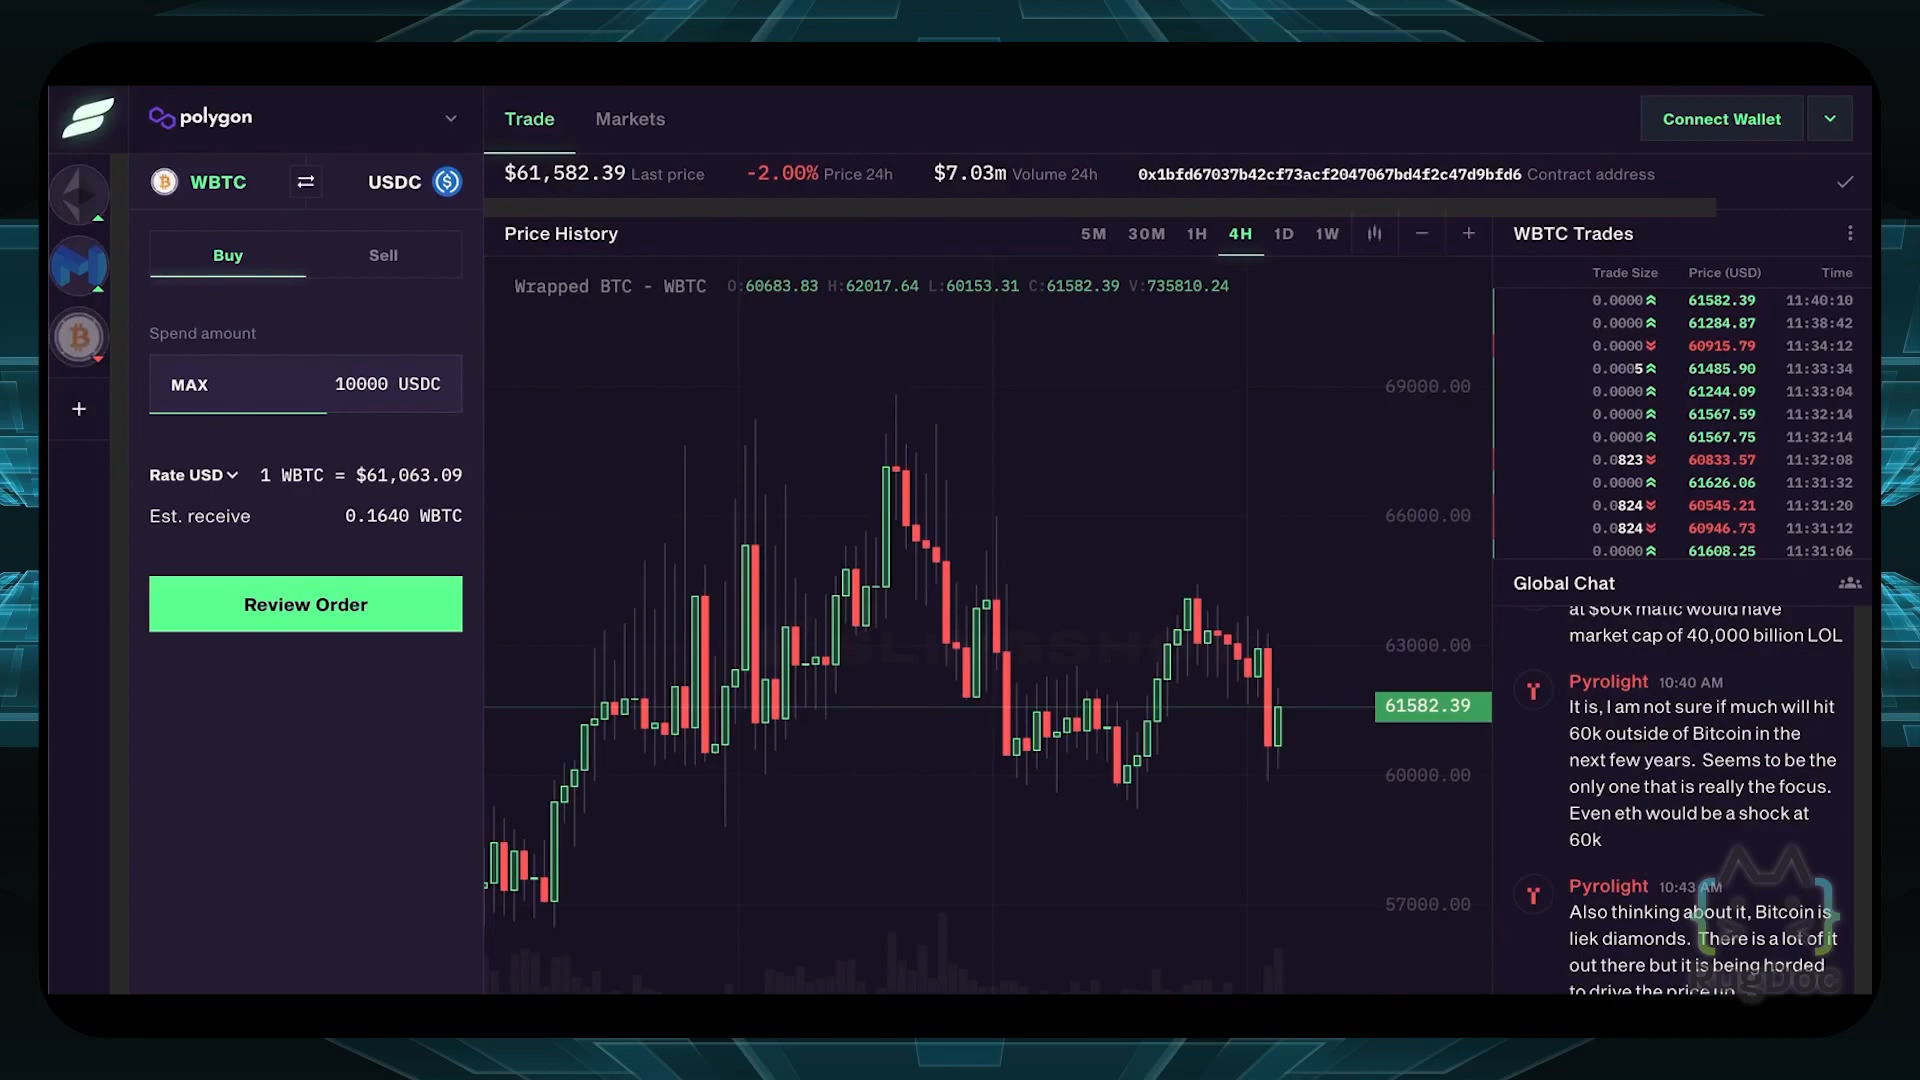 polygon
Trade
Markets
Connect Wallet
WBTC
USDC
$61,582.39 Last price
-2.00% Price 24h
$7.03m Volume 24h
0x1bfd67037b42cf73acf2047067bd4f2c47d9bfd6 Contract address
Buy
Sell
Spend amount
MAX
10000 USDC
Rate USD
1 WBTC = $61,063.09
Est. receive
0.1640 WBTC
Review Order
Price History
5M 30M 1H 4H 1D 1W
Wrapped BTC - WBTC O:60683.83 H:62017.64 L:60153.31 C:61582.39 V:735810.24
69000.00
66000.00
63000.00
61582.39
60000.00
57000.00
WBTC Trades
Trade Size Price (USD) Time
0.0000 61582.39 11:40:10
0.0000 61284.87 11:38:42
0.0000 60915.79 11:34:12
0.0005 61485.90 11:33:34
0.0000 61244.09 11:33:04
0.0000 61567.59 11:32:14
0.0000 61567.75 11:32:14
0.0823 60833.57 11:32:08
0.0000 61626.06 11:31:32
0.0824 60545.21 11:31:20
0.0824 60946.73 11:31:12
0.0000 61608.25 11:31:06
Global Chat
at $60k matic would have
market cap of 40,000 billion LOL
Pyrolight 10:40 AM
It is, I am not sure if much will hit
60k outside of Bitcoin in the
next few years. Seems to be the
only one that is really the focus.
Even eth would be a shock at
60k
Pyrolight 10:43 AM
Also thinking about it, Bitcoin is
liek diamonds. There is a lot of it
out there but it is being horded
to drive the price up
RugDoc